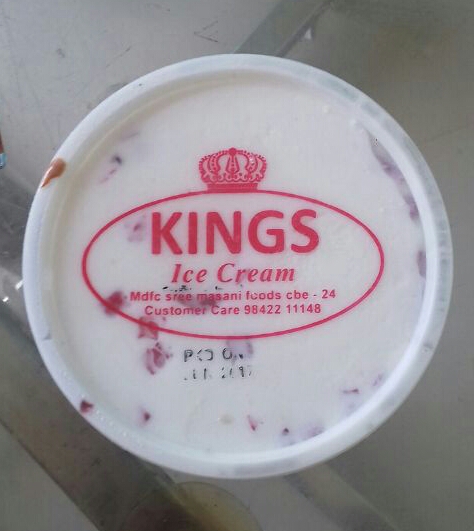 KINGS
Ice Cream
Mdfc sree masani foods cbe - 24
Customer Care 98422 11148